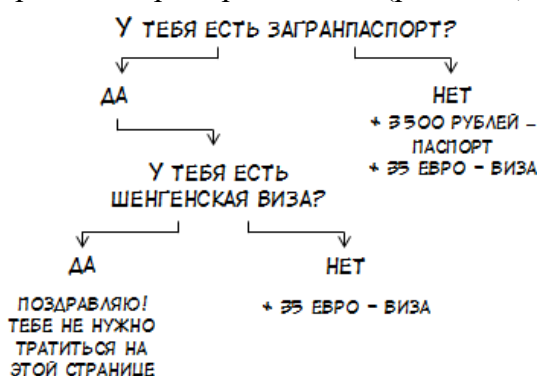 У ТЕБЯ ЕСТЬ ЗАГРАНПАСПОРТ?
ДА
НЕТ
+ 3500 РУБЛЕЙ –
ПАСПОРТ
+ 35 ЕВРО – ВИЗА
У ТЕБЯ ЕСТЬ
ШЕНГЕНСКАЯ ВИЗА?
ДА
НЕТ
ПОЗДРАВЛЯЮ!
ТЕБЕ НЕ НУЖНО
ТРАТИТЬСЯ НА
ЭТОЙ СТРАНИЦЕ
+ 35 ЕВРО – ВИЗА